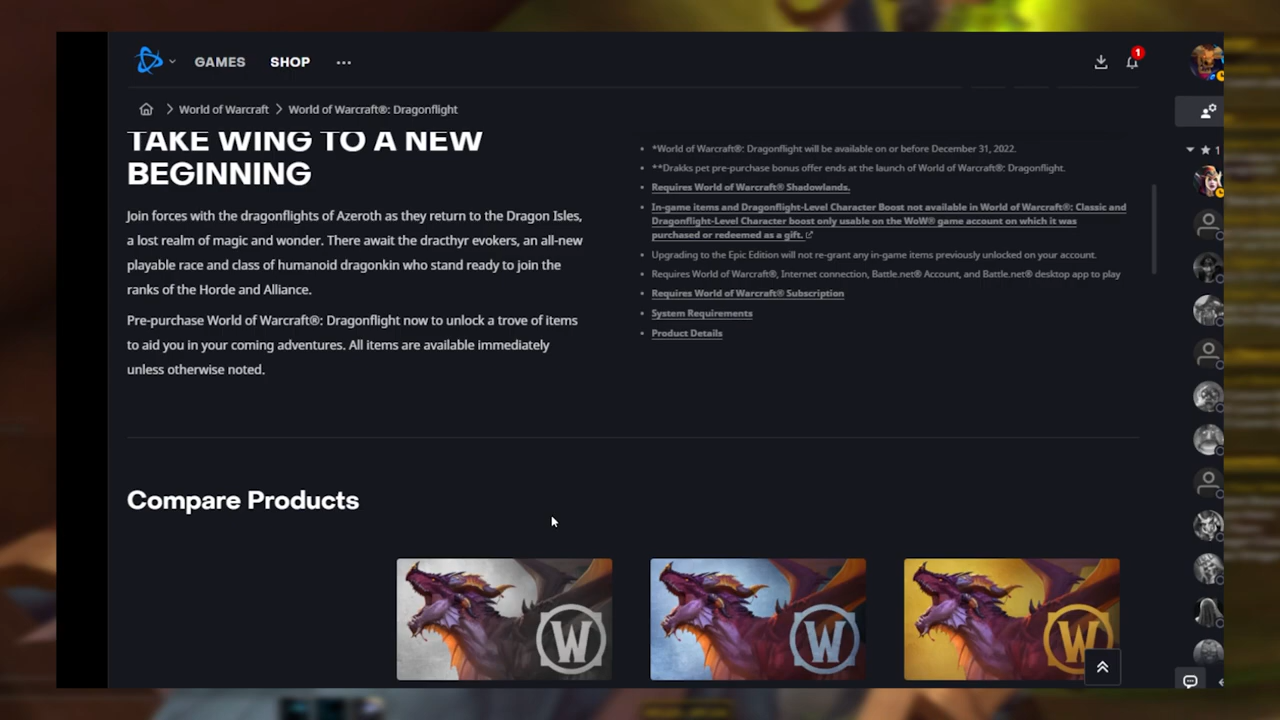 GAMES SHOP ...
1
World of Warcraft World of Warcraft®: Dragonflight
TAKE WING TO A NEW
BEGINNING
Join forces with the dragonflights of Azeroth as they return to the Dragon Isles,
a lost realm of magic and wonder. There await the dracthyr evokers, an all-new
playable race and class of humanoid dragonkin who stand ready to join the
ranks of the Horde and Alliance.
Pre-purchase World of Warcraft®: Dragonflight now to unlock a trove of items
to aid you in your coming adventures. All items are available immediately
unless otherwise noted.
• *World of Warcraft®: Dragonflight will be available on or before December 31, 2022.
• **Drakks pet pre-purchase bonus offer ends at the launch of World of Warcraft®: Dragonflight.
• Requires World of Warcraft® Shadowlands.
• In-game items and Dragonflight-Level Character Boost not available in World of Warcraft®: Classic and
Dragonflight-Level Character boost only usable on the WoW® game account on which it was
purchased or redeemed as a gift.
• Upgrading to the Epic Edition will not re-grant any in-game items previously unlocked on your account.
• Requires World of Warcraft®, Internet connection, Battle.net® Account, and Battle.net® desktop app to play
• Requires World of Warcraft® Subscription
• System Requirements
• Product Details
1
Compare Products
W
W
W